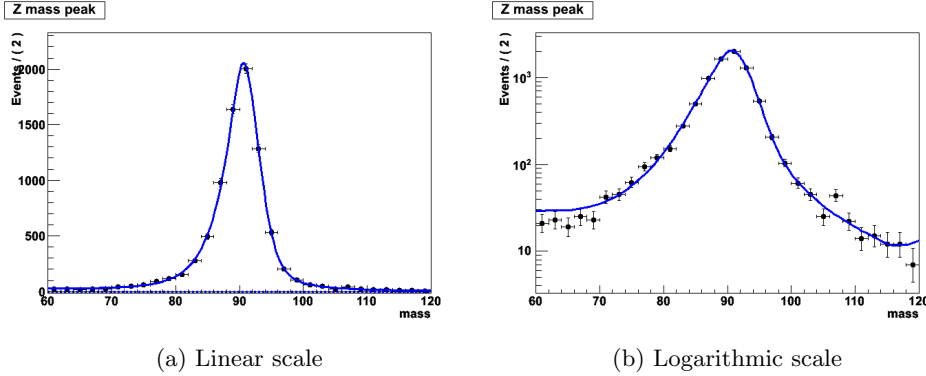 Z mass peak
Events / ( 2 )
2000
1500
1000
500
0
60 70 80 90 100 110 120
mass
(a) Linear scale
Z mass peak
Events / ( 2 )
10³
10²
10
60 70 80 90 100 110 120
mass
(b) Logarithmic scale